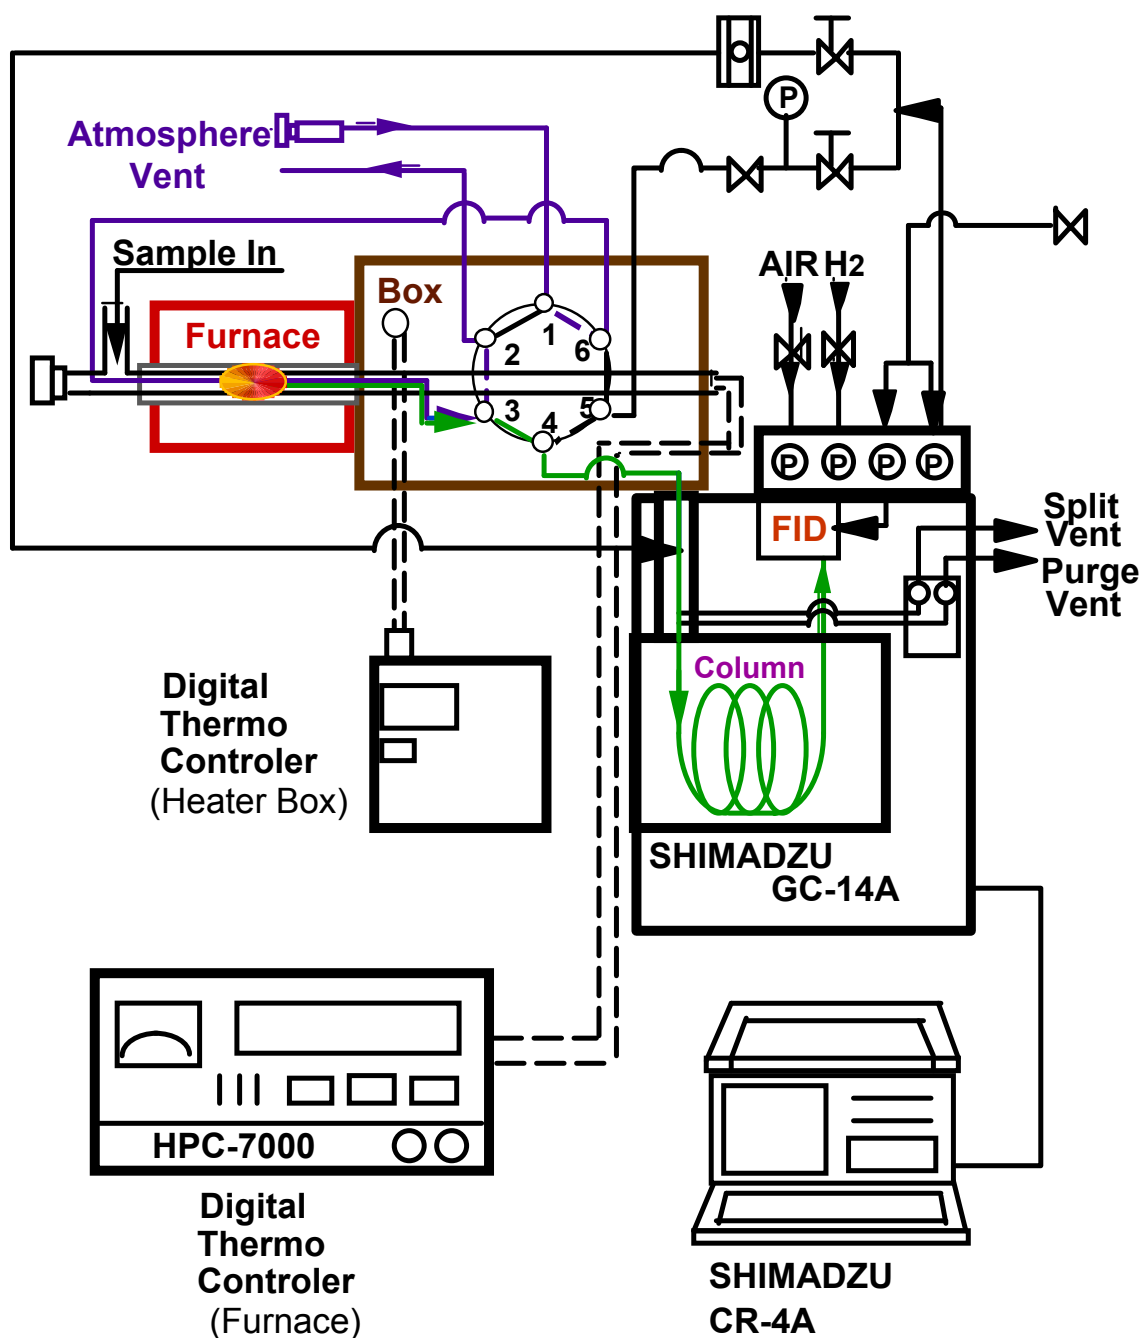 P
Atmosphere
Vent
Sample In
AIR H2
Box
Furnace
1
2
6
3
4
5
P P P P
Split
Vent
FID
Purge
Vent
Column
Digital
Thermo
Controler
(Heater Box)
SHIMADZU
GC-14A
HPC-7000
Digital
Thermo
Controler
(Furnace)
SHIMADZU
CR-4A